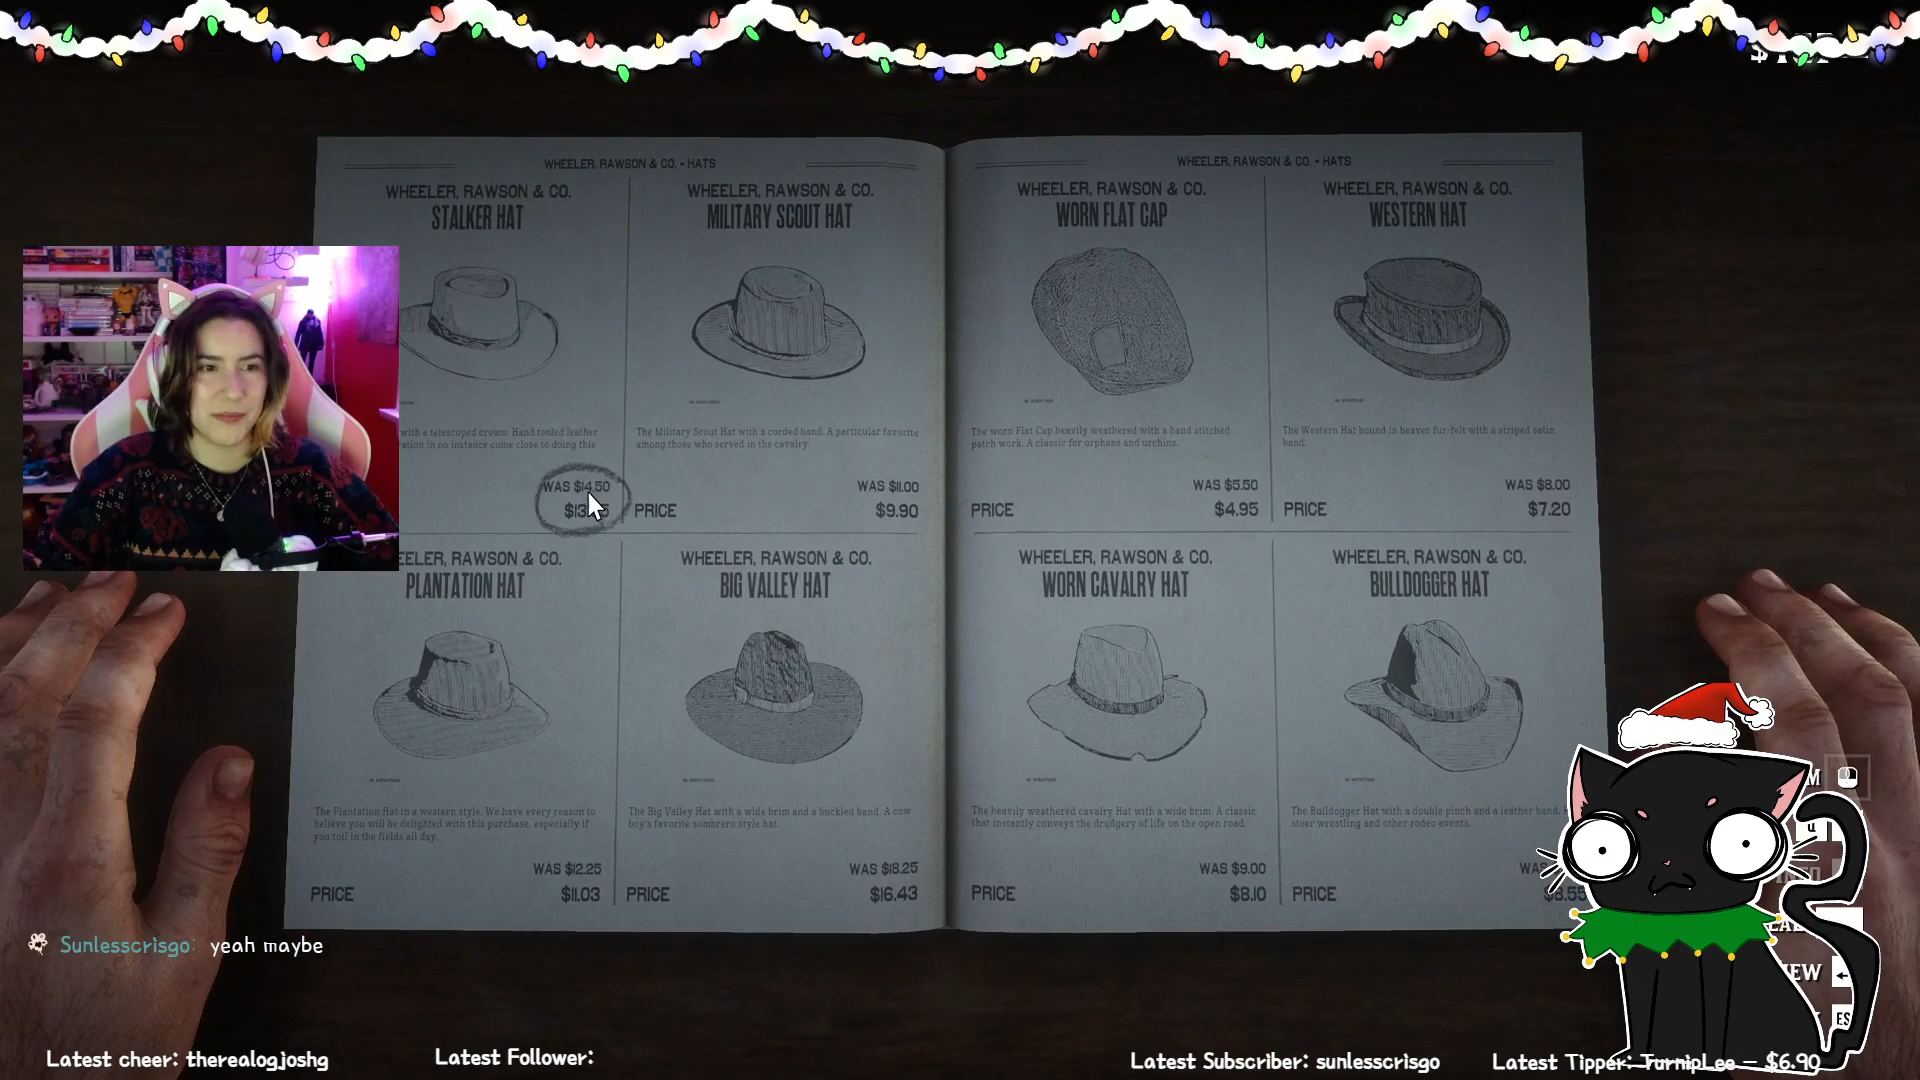 WHEELER, RAWSON & CO. - HATS
WHEELER, RAWSON & CO.
STALKER HAT
with a telescoped crown. Hand tooled leather
in no instance come close to doing this
WAS $14.50
WHEELER, RAWSON & CO.
MILITARY SCOUT HAT
The Military Scout Hat with a corded band. A particular favorite
among those who served in the cavalry.
WAS $11.00
PRICE $9.90
PLANTATION HAT
The Plantation Hat in a western style. We have every reason to
believe you will be delighted with this purchase, especially if
you toil in the fields all day.
WAS $12.25
PRICE $11.03
WHEELER, RAWSON & CO.
BIG VALLEY HAT
The Big Valley Hat with a wide brim and a buckled band. A cow
boy's favorite sombrero style hat.
WAS $18.25
PRICE $16.43
WHEELER, RAWSON & CO. - HATS
WHEELER, RAWSON & CO.
WORN FLAT CAP
The worn Flat Cap heavily weathered with a hand stitched
patch work. A classic for orphans and urchins.
WAS $5.50
PRICE $4.95
WHEELER, RAWSON & CO.
WESTERN HAT
The Western Hat bound in beaver fur-felt with a striped satin
band.
WAS $8.00
PRICE $7.20
WHEELER, RAWSON & CO.
WORN CAVALRY HAT
The heavily weathered cavalry Hat with a wide brim. A classic
that instantly conveys the drudgery of life on the open road.
WAS $9.00
PRICE $8.10
WHEELER, RAWSON & CO.
BULLDOGGER HAT
The Bulldogger Hat with a double pinch and a leather band.
steer wrestling and other rodeo events.
PRICE $8.55
Sunlesscrisgo: yeah maybe
Latest cheer: therealogjoshg
Latest Follower:
Latest Subscriber: sunlesscrisgo
Latest Tipper: TurnipLee – $6.90